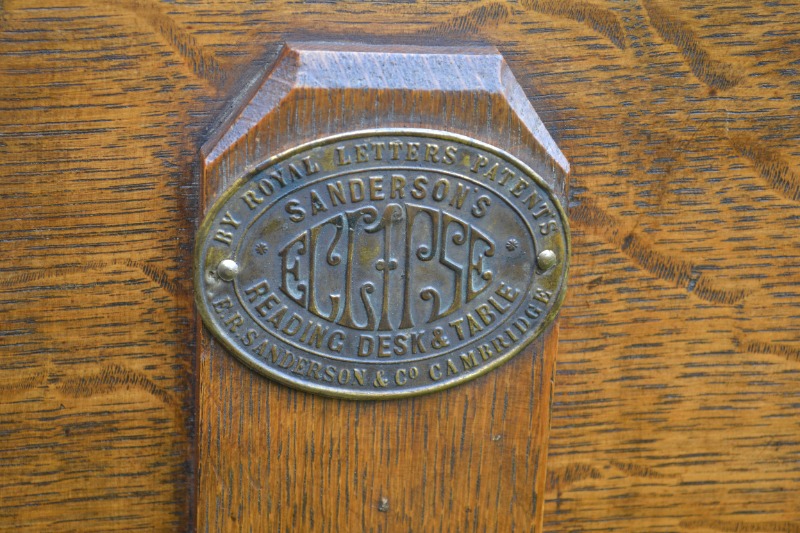 BY ROYAL LETTERS PATENTS
SANDERSON'S
ECLIPSE
READING DESK & TABLE
E.R.SANDERSON & Co CAMBRIDGE